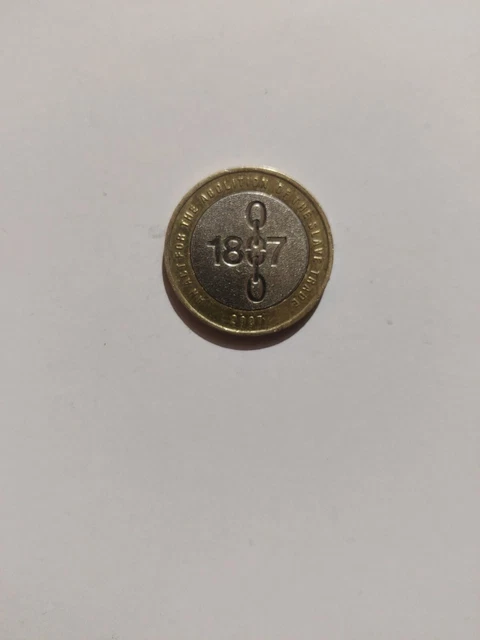 AN ACT FOR THE ABOLITION OF THE SLAVE TRADE
1807
2007